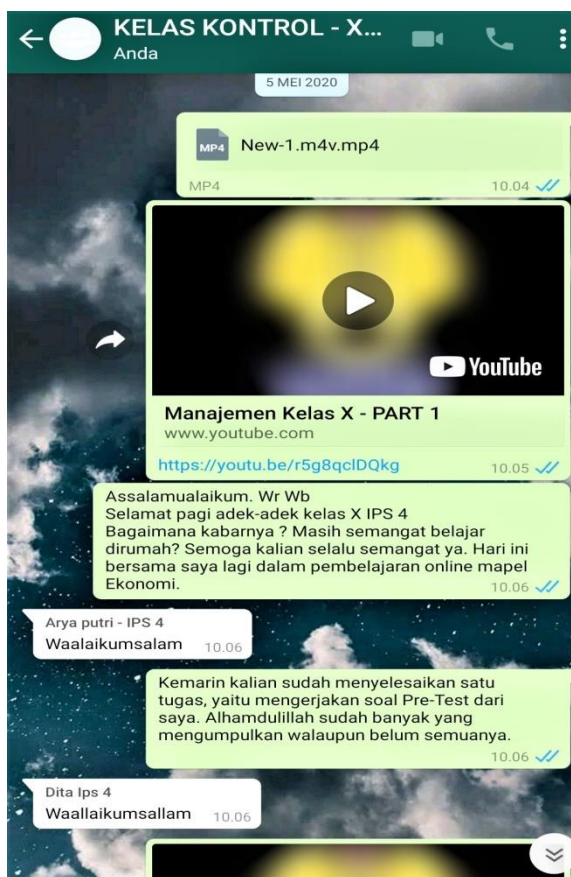 KELAS KONTROL - X...
Anda
5 MEI 2020
MP4
New-1.m4v.mp4
MP4
10.04
YouTube
Manajemen Kelas X - PART 1
www.youtube.com
https://youtu.be/r5g8qclDQkg
10.05
Assalamualaikum. Wr Wb
Selamat pagi adek-adek kelas X IPS 4
Bagaimana kabarnya ? Masih semangat belajar
dirumah? Semoga kalian selalu semangat ya. Hari ini
bersama saya lagi dalam pembelajaran online mapel
Ekonomi.
10.06
Arya putri - IPS 4
Waalaikumsalam 10.06
Kemarin kalian sudah menyelesaikan satu
tugas, yaitu mengerjakan soal Pre-Test dari
saya. Alhamdulillah sudah banyak yang
mengumpulkan walaupun belum semuanya.
10.06
Dita Ips 4
Waallaikumsallam 10.06